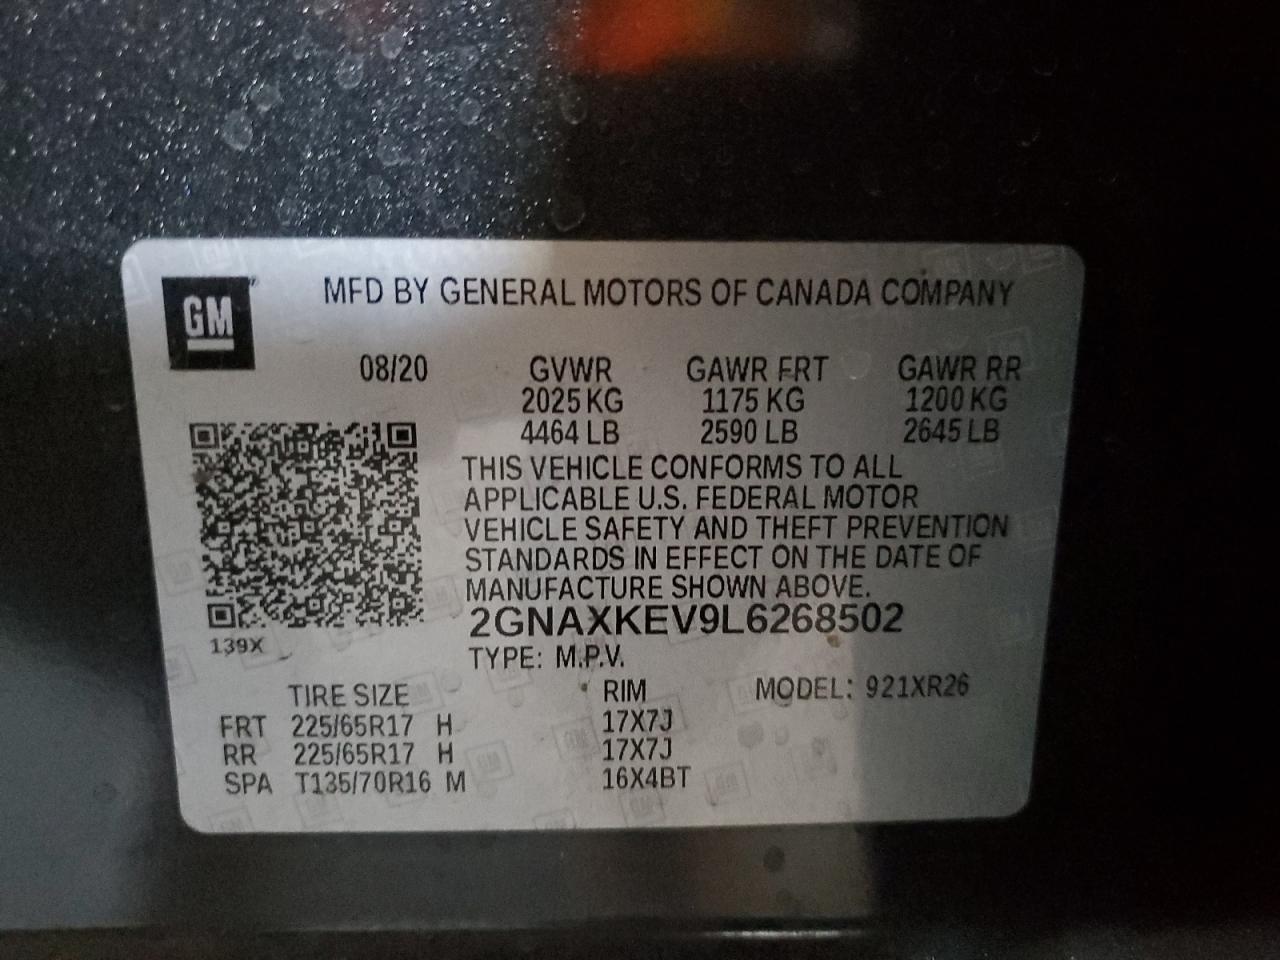 GM
MFD BY GENERAL MOTORS OF CANADA COMPANY
08/20 GVWR GAWR FRT GAWR RR
2025 KG 1175 KG 1200 KG
4464 LB 2590 LB 2645 LB
THIS VEHICLE CONFORMS TO ALL
APPLICABLE U.S. FEDERAL MOTOR
VEHICLE SAFETY AND THEFT PREVENTION
STANDARDS IN EFFECT ON THE DATE OF
MANUFACTURE SHOWN ABOVE.
2GNAXKEV9L6268502
139X
TYPE: M.P.V.
TIRE SIZE RIM MODEL: 921XR26
FRT 225/65R17 H 17X7J
RR 225/65R17 H 17X7J
SPA T135/70R16 M 16X4BT